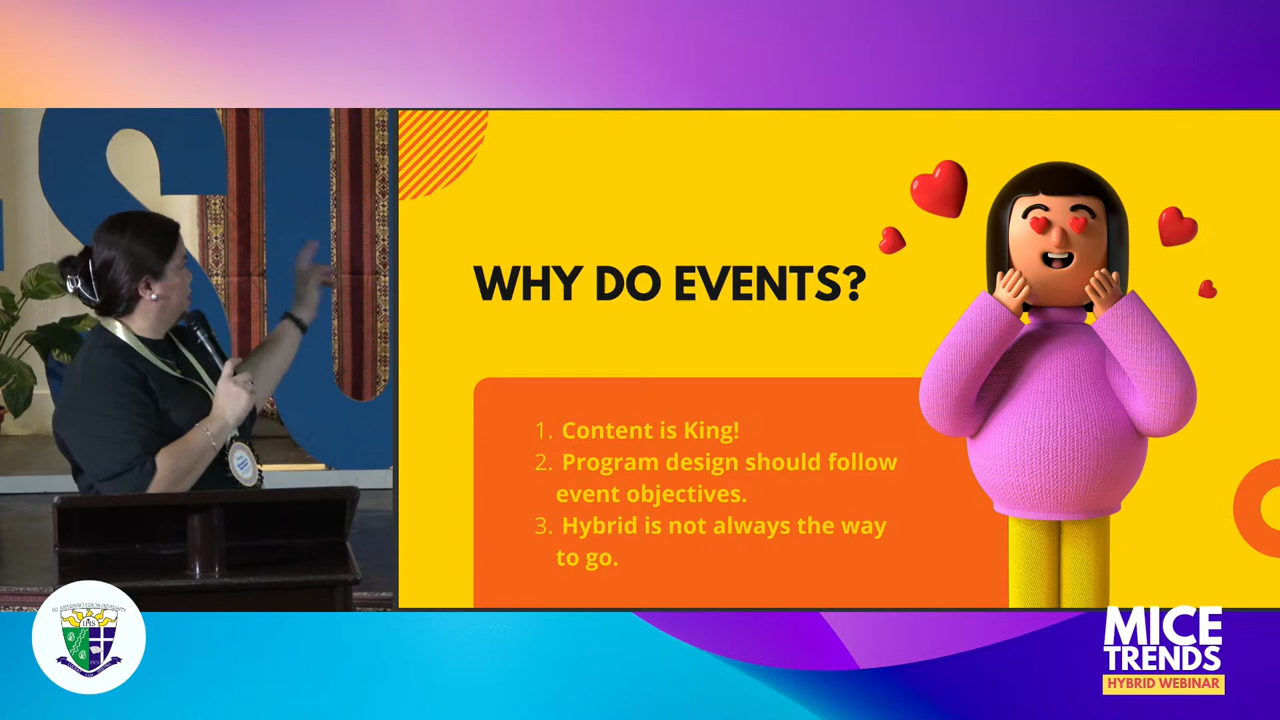 WHY DO EVENTS?
1. Content is King!
2. Program design should follow
event objectives.
3. Hybrid is not always the way
to go.
IHS
MICE
TRENDS
HYBRID WEBINAR